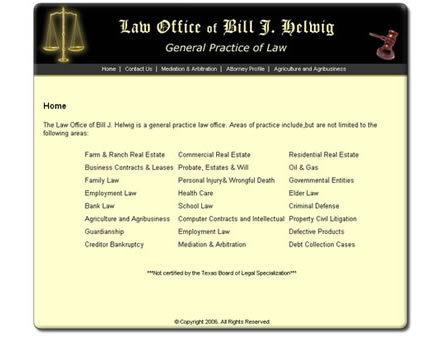 Law Office of Bill J. Helwig
General Practice of Law
Home | Contact Us | Mediation & Arbitration | Attorney Profile | Agriculture and Agribusiness
Home
The Law Office of Bill J. Helwig is a general practice law office. Areas of practice include,but are not limited to the
following areas:
Farm & Ranch Real Estate Commercial Real Estate Residential Real Estate
Business Contracts & Leases Probate, Estates & Will Oil & Gas
Family Law Personal Injury& Wrongful Death Governmental Entities
Employment Law Health Care Elder Law
Bank Law School Law Criminal Defense
Agriculture and Agribusiness Computer Contracts and Intellectual Property Civil Litigation
Guardianship Employment Law Defective Products
Creditor Bankruptcy Mediation & Arbitration Debt Collection Cases
***Not certified by the Texas Board of Legal Specialization***
© Copyright 2006. All Rights Reserved.